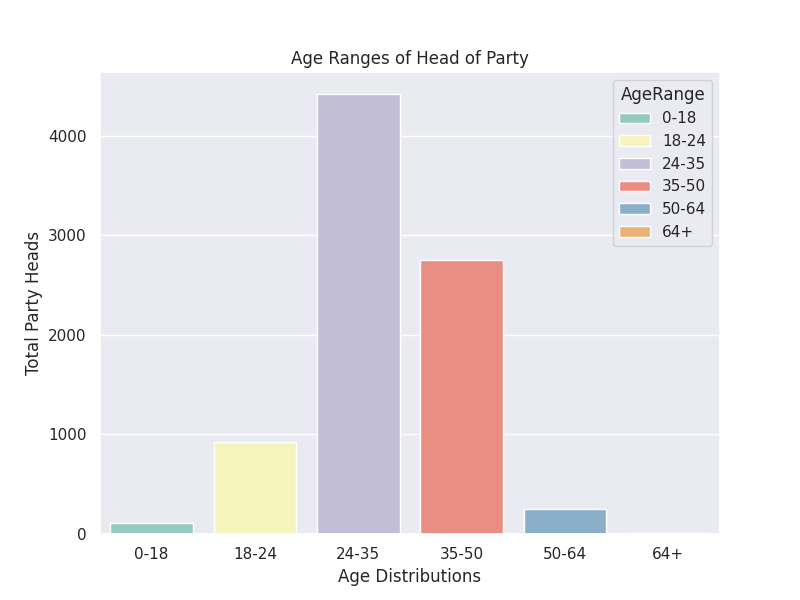 Age Ranges of Head of Party
AgeRange
0-18
18-24
24-35
35-50
50-64
64+
Total Party Heads
4000
3000
2000
1000
0
0-18 18-24 24-35 35-50 50-64 64+
Age Distributions